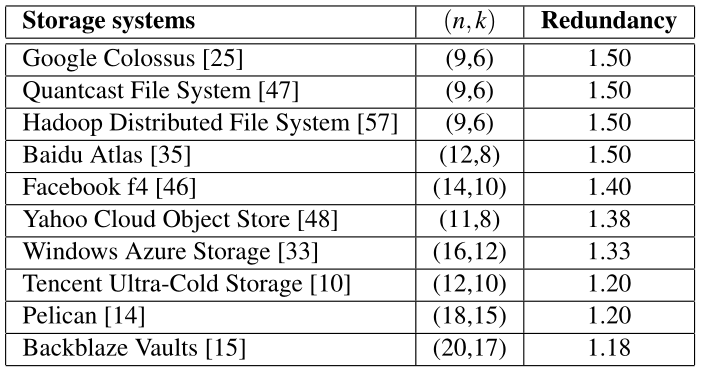 Storage systems (n,k) Redundancy
Google Colossus [25] (9,6) 1.50
Quantcast File System [47] (9,6) 1.50
Hadoop Distributed File System [57] (9,6) 1.50
Baidu Atlas [35] (12,8) 1.50
Facebook f4 [46] (14,10) 1.40
Yahoo Cloud Object Store [48] (11,8) 1.38
Windows Azure Storage [33] (16,12) 1.33
Tencent Ultra-Cold Storage [10] (12,10) 1.20
Pelican [14] (18,15) 1.20
Backblaze Vaults [15] (20,17) 1.18